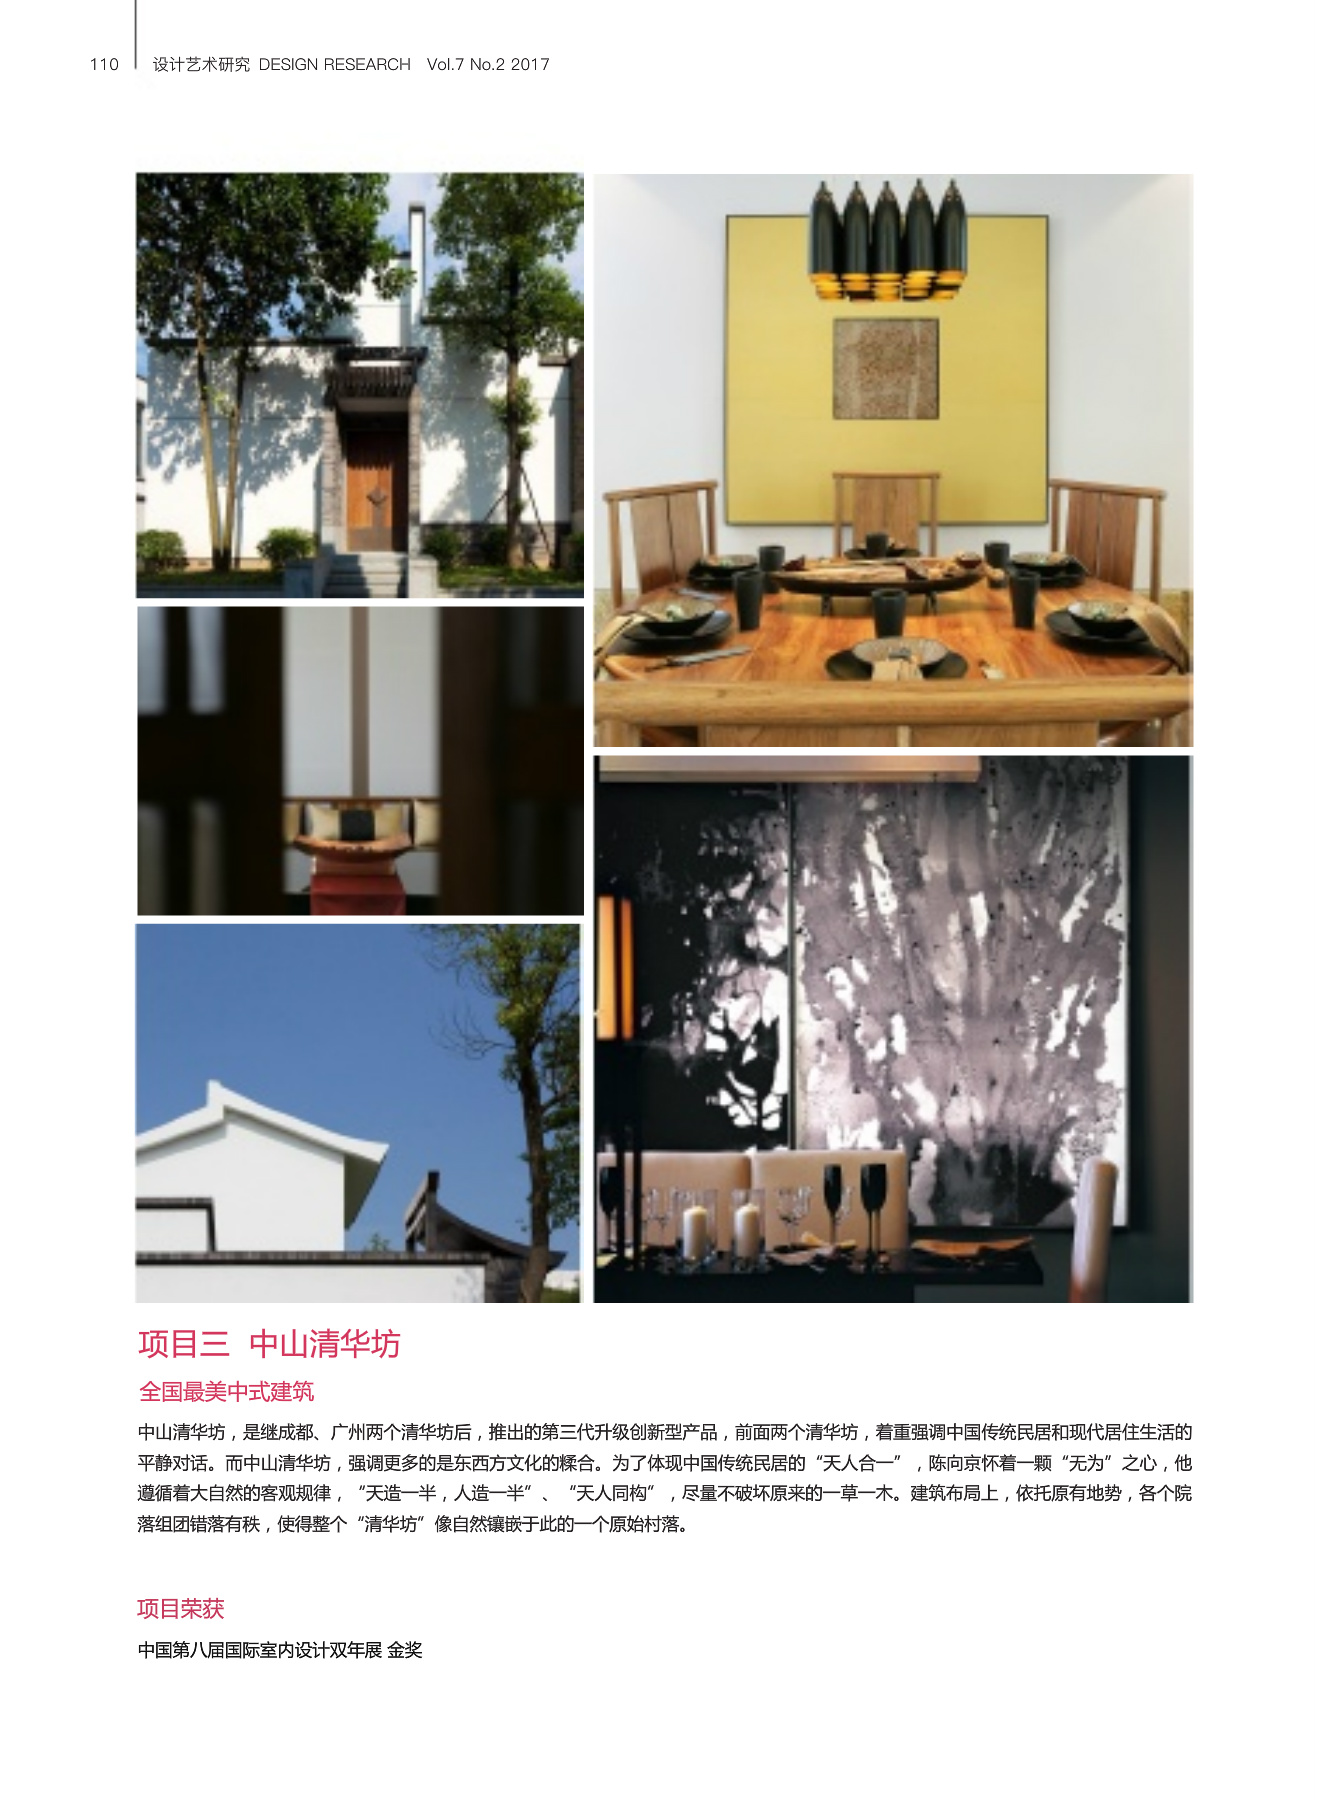 110 设计艺术研究 DESIGN RESEARCH Vol.7 No.2 2017
项目三 中山清华坊
全国最美中式建筑
中山清华坊，是继成都、广州两个清华坊后，推出的第三代升级创新型产品，前面两个清华坊，着重强调中国传统民居和现代居住生活的
平静对话。而中山清华坊，强调更多的是东西方文化的糅合。为了体现中国传统民居的“天人合一”，陈向京怀着一颗“无为”之心，他
遵循着大自然的客观规律，“天造一半，人造一半”、“天人同构”，尽量不破坏原来的一草一木。建筑布局上，依托原有地势，各个院
落组团错落有秩，使得整个“清华坊”像自然镶嵌于此的一个原始村落。
项目荣获
中国第八届国际室内设计双年展 金奖